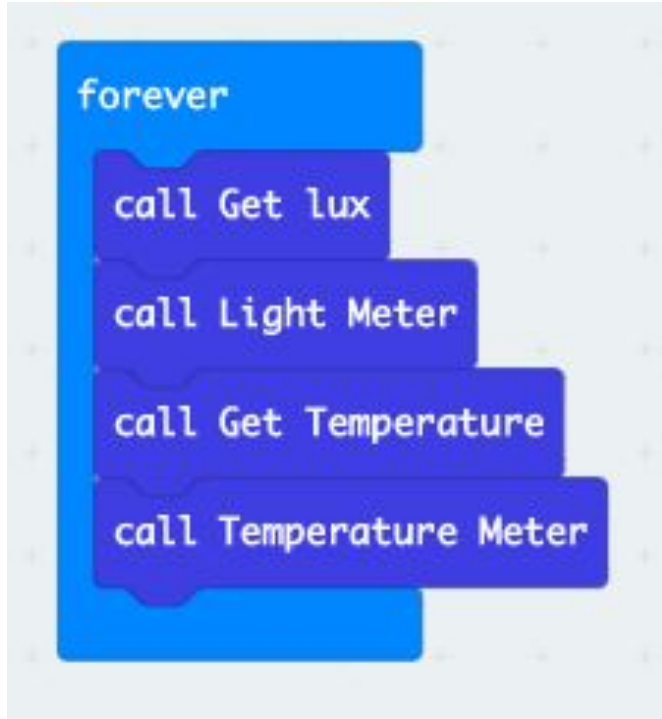 forever
call Get lux
call Light Meter
call Get Temperature
call Temperature Meter